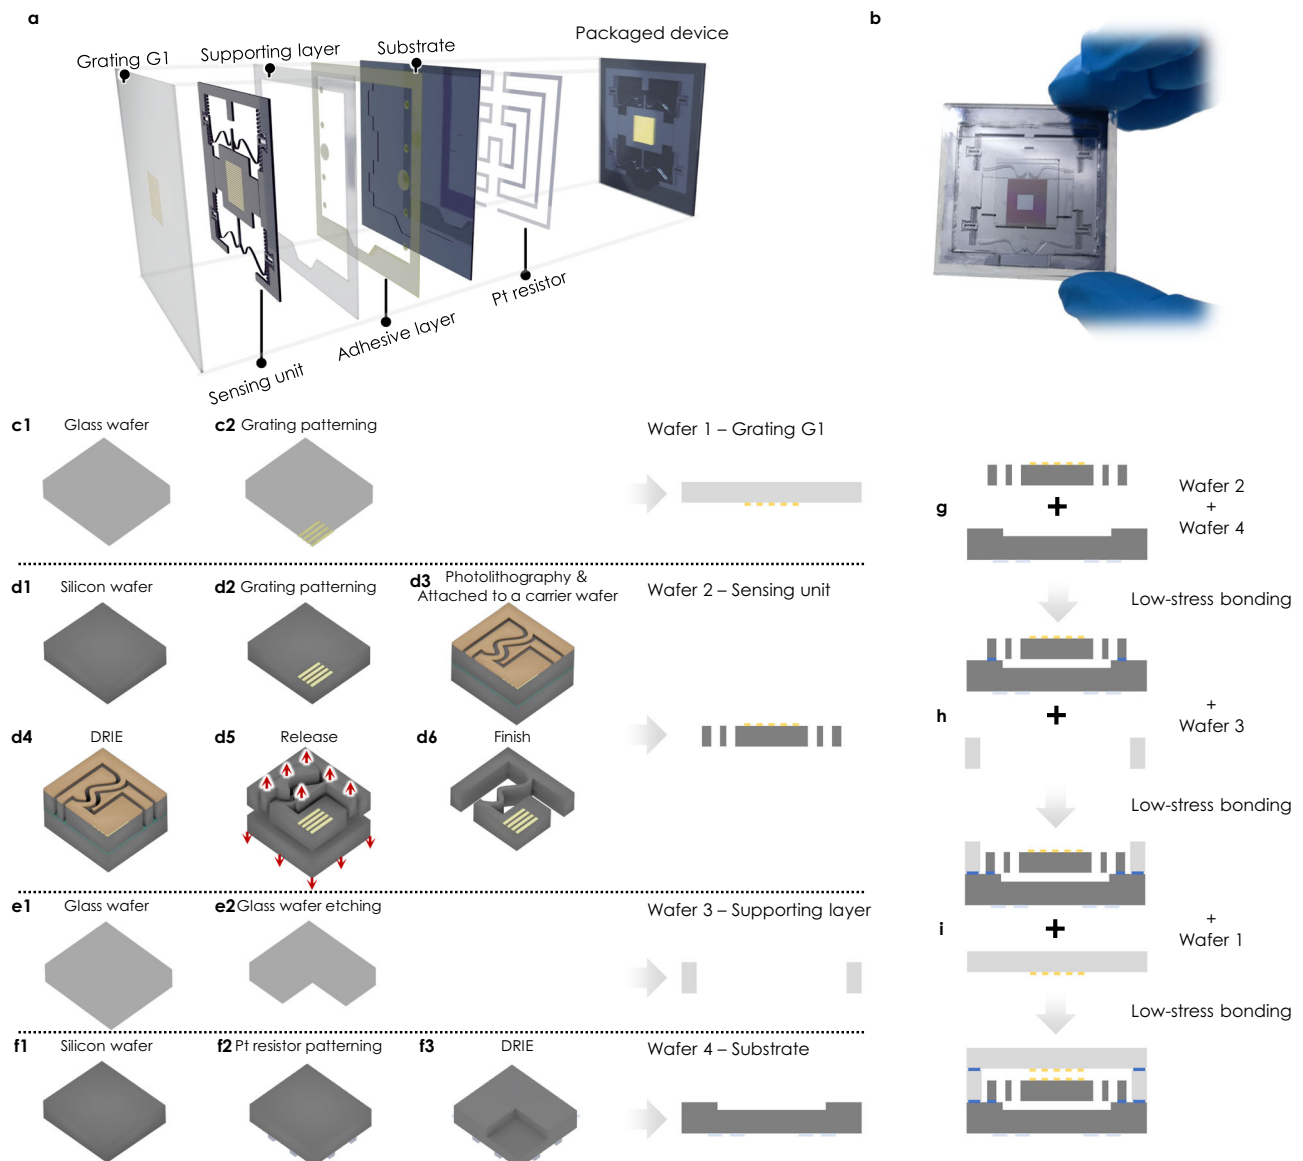 a
Grating G1
Supporting layer
Substrate
Packaged device
Pt resistor
Adhesive layer
Sensing unit
b
c1 Glass wafer
c2 Grating patterning
Wafer 1 – Grating G1
d1 Silicon wafer
d2 Grating patterning
d3 Photolithography &
Attached to a carrier wafer
Wafer 2 – Sensing unit
d4 DRIE
d5 Release
d6 Finish
e1 Glass wafer
e2 Glass wafer etching
Wafer 3 – Supporting layer
f1 Silicon wafer
f2 Pt resistor patterning
f3 DRIE
Wafer 4 – Substrate
g
+
Wafer 2
+
Wafer 4
Low-stress bonding
h
+
+
Wafer 3
Low-stress bonding
i
+
+
Wafer 1
Low-stress bonding